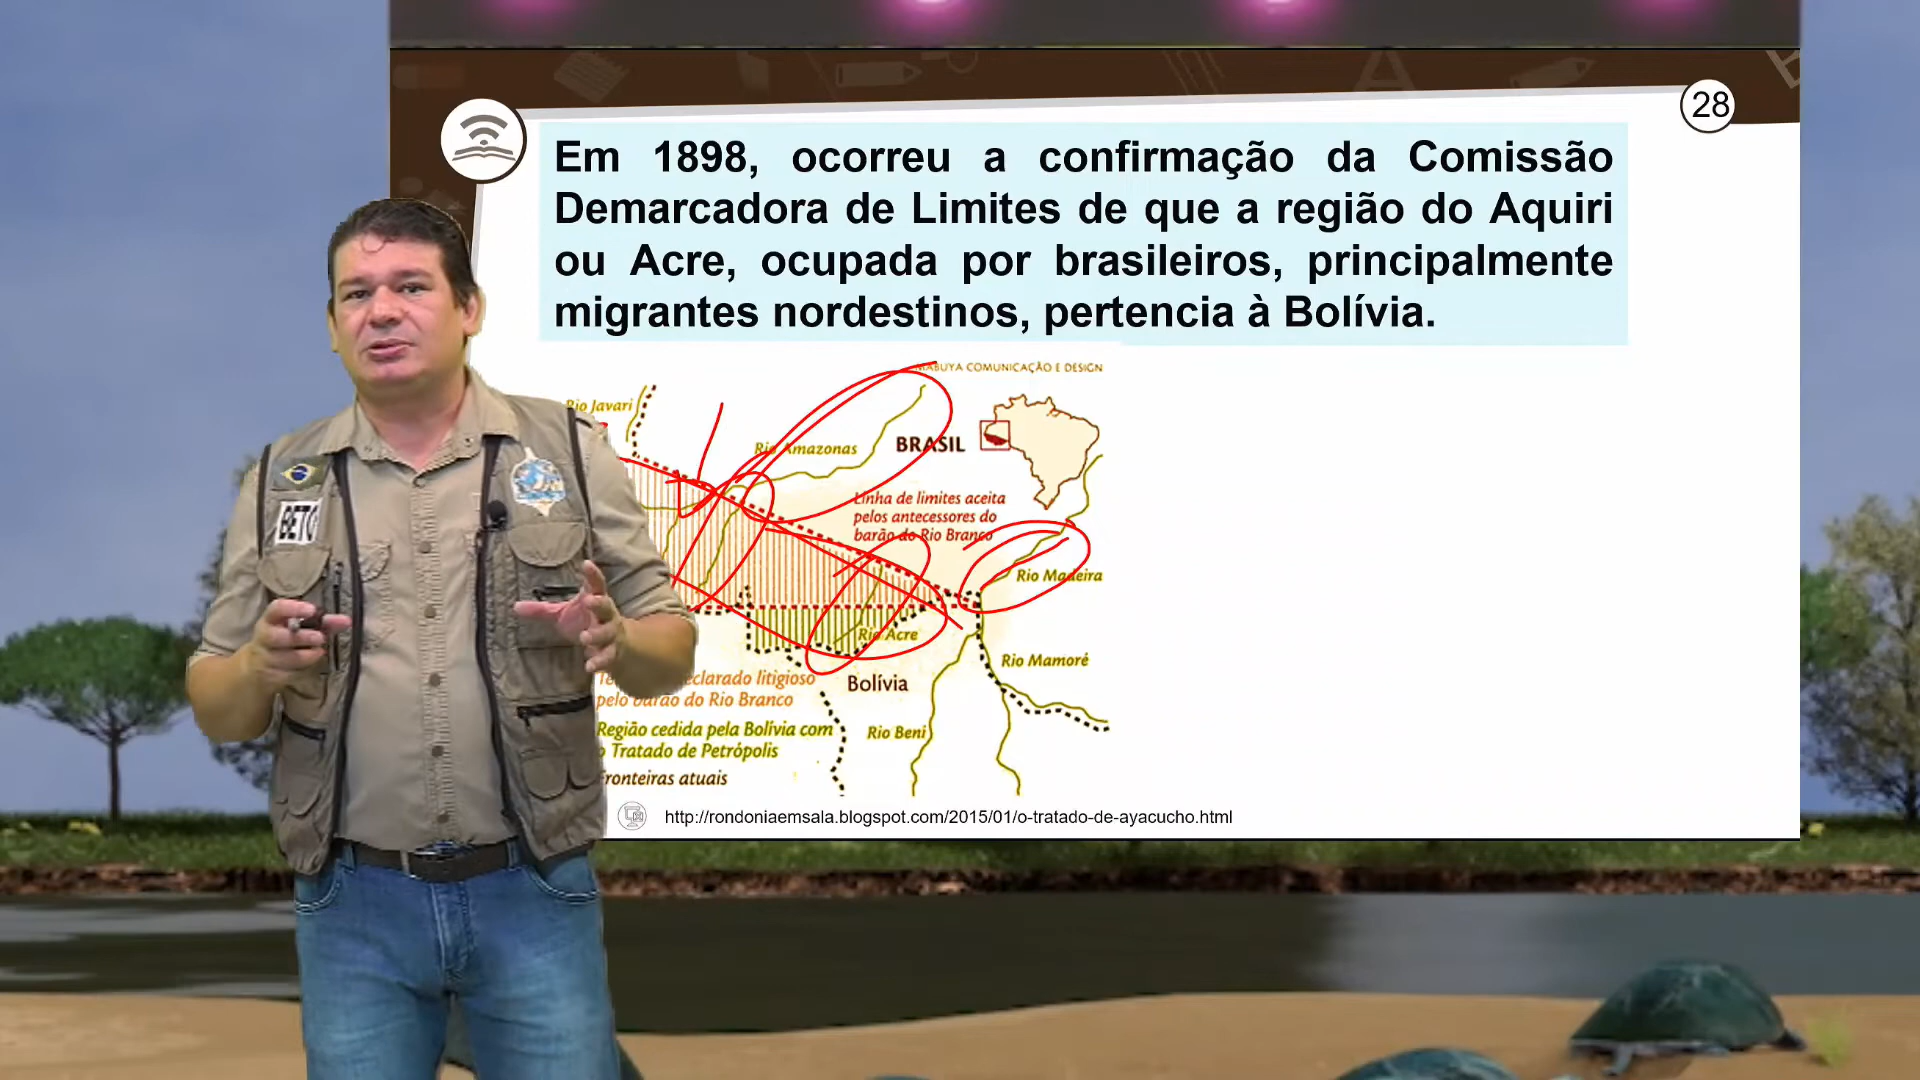 28
Em 1898, ocorreu a confirmação da Comissão
Demarcadora de Limites de que a região do Aquiri
ou Acre, ocupada por brasileiros, principalmente
migrantes nordestinos, pertencia à Bolívia.
MABUYA COMUNICAÇÃO E DESIGN
Rio Javari
Rio Amazonas
BRASIL
Linha de limites aceita
pelos antecessores do
barão do Rio Branco
Rio Madeira
Rio Acre
Rio Mamoré
Bolívia
declarado litigioso
pelo barão do Rio Branco
Rio Beni
Região cedida pela Bolívia com
o Tratado de Petrópolis
Fronteiras atuais
http://rondoniaemsala.blogspot.com/2015/01/o-tratado-de-ayacucho.html
BETO